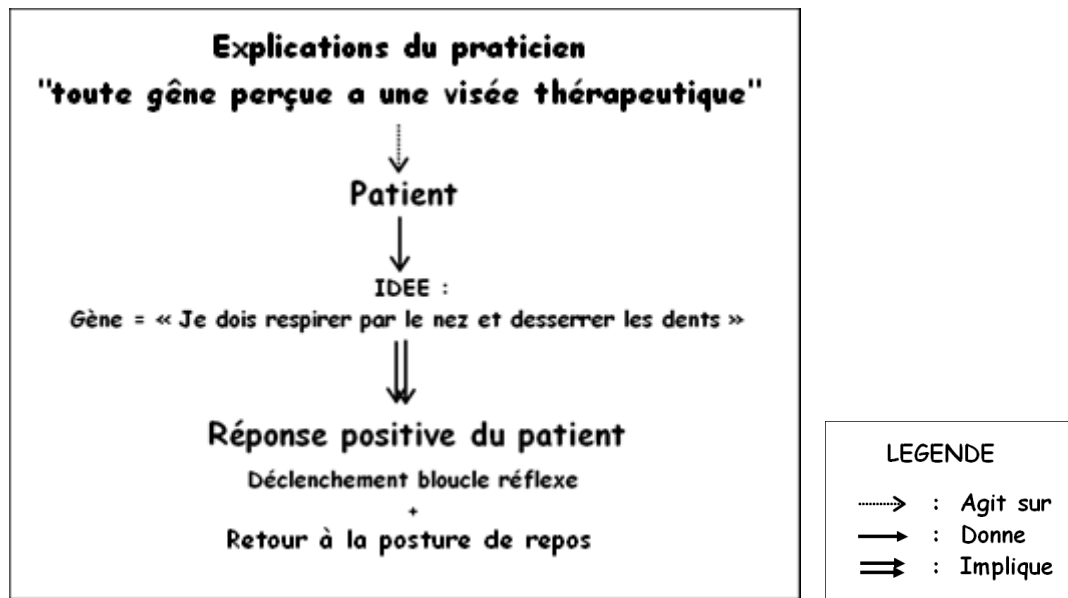 Explications du praticien
"toute gêne perçue a une visée thérapeutique"
Patient
IDEE :
Gène = « Je dois respirer par le nez et desserrer les dents »
Réponse positive du patient
Déclenchement bloucle réflexe
+
Retour à la posture de repos
LEGENDE
: Agit sur
: Donne
: Implique